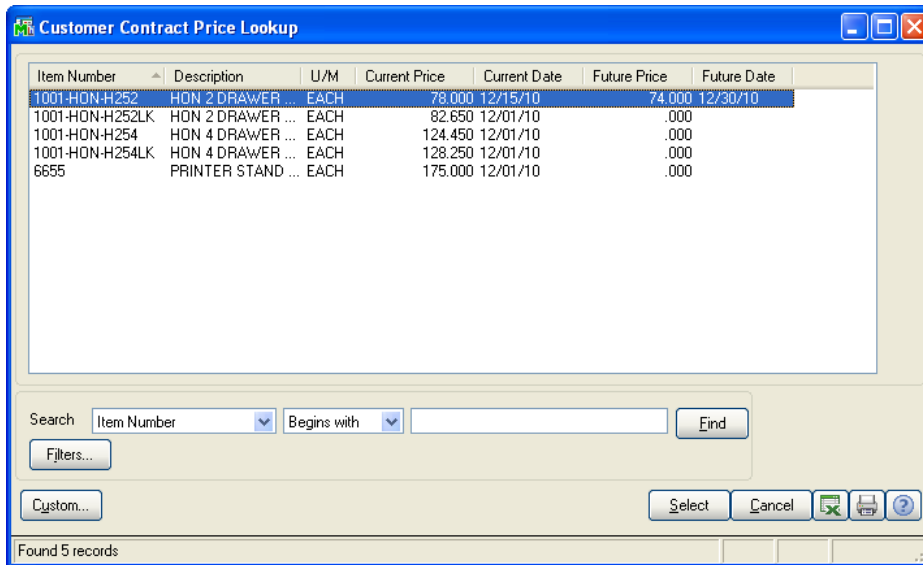 Customer Contract Price Lookup
Item Number Description U/M Current Price Current Date Future Price Future Date
1001-HON-H252 HON 2 DRAWER ... EACH 78.000 12/15/10 74.000 12/30/10
1001-HON-H252LK HON 2 DRAWER ... EACH 82.650 12/01/10 .000
1001-HON-H254 HON 4 DRAWER ... EACH 124.450 12/01/10 .000
1001-HON-H254LK HON 4 DRAWER ... EACH 128.250 12/01/10 .000
6655 PRINTER STAND ... EACH 175.000 12/01/10 .000
Search Item Number Begins with Find
Filters...
Custom... Select Cancel
Found 5 records